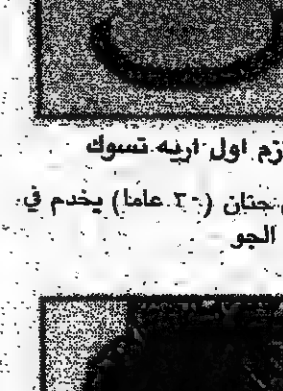 زم اول اريه تسوك
جتان (٢٠ عاما) يخدم في
الجو